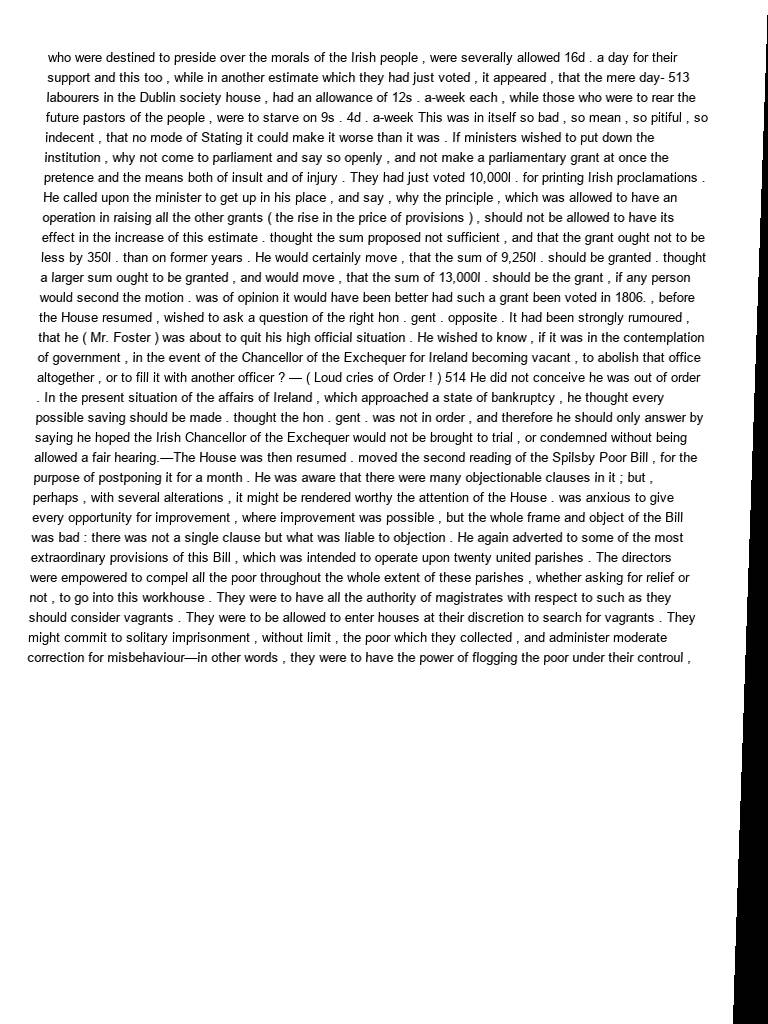 who were destined to preside over the morals of the Irish people , were severally allowed 16d . a day for their
support and this too , while in another estimate which they had just voted , it appeared , that the mere day- 513
labourers in the Dublin society house , had an allowance of 12s . a-week each , while those who were to rear the
future pastors of the people , were to starve on 9s . 4d . a-week This was in itself so bad , so mean , so pitiful , so
indecent , that no mode of Stating it could make it worse than it was . If ministers wished to put down the
institution , why not come to parliament and say so openly , and not make a parliamentary grant at once the
pretence and the means both of insult and of injury . They had just voted 10,000l . for printing Irish proclamations .
He called upon the minister to get up in his place , and say , why the principle , which was allowed to have an
operation in raising all the other grants ( the rise in the price of provisions ) , should not be allowed to have its
effect in the increase of this estimate . thought the sum proposed not sufficient , and that the grant ought not to be
less by 350l . than on former years . He would certainly move , that the sum of 9,250l . should be granted . thought
a larger sum ought to be granted , and would move , that the sum of 13,000l . should be the grant , if any person
would second the motion . was of opinion it would have been better had such a grant been voted in 1806. , before
the House resumed , wished to ask a question of the right hon . gent . opposite . It had been strongly rumoured ,
that he ( Mr. Foster ) was about to quit his high official situation . He wished to know , if it was in the contemplation
of government , in the event of the Chancellor of the Exchequer for Ireland becoming vacant , to abolish that office
altogether , or to fill it with another officer ? — ( Loud cries of Order ! ) 514 He did not conceive he was out of order
. In the present situation of the affairs of Ireland , which approached a state of bankruptcy , he thought every
possible saving should be made . thought the hon . gent . was not in order , and therefore he should only answer by
saying he hoped the Irish Chancellor of the Exchequer would not be brought to trial , or condemned without being
allowed a fair hearing.—The House was then resumed . moved the second reading of the Spilsby Poor Bill , for the
purpose of postponing it for a month . He was aware that there were many objectionable clauses in it ; but ,
perhaps , with several alterations , it might be rendered worthy the attention of the House . was anxious to give
every opportunity for improvement , where improvement was possible , but the whole frame and object of the Bill
was bad : there was not a single clause but what was liable to objection . He again adverted to some of the most
extraordinary provisions of this Bill , which was intended to operate upon twenty united parishes . The directors
were empowered to compel all the poor throughout the whole extent of these parishes , whether asking for relief or
not , to go into this workhouse . They were to have all the authority of magistrates with respect to such as they
should consider vagrants . They were to be allowed to enter houses at their discretion to search for vagrants . They
might commit to solitary imprisonment , without limit , the poor which they collected , and administer moderate
correction for misbehaviour—in other words , they were to have the power of flogging the poor under their controul ,